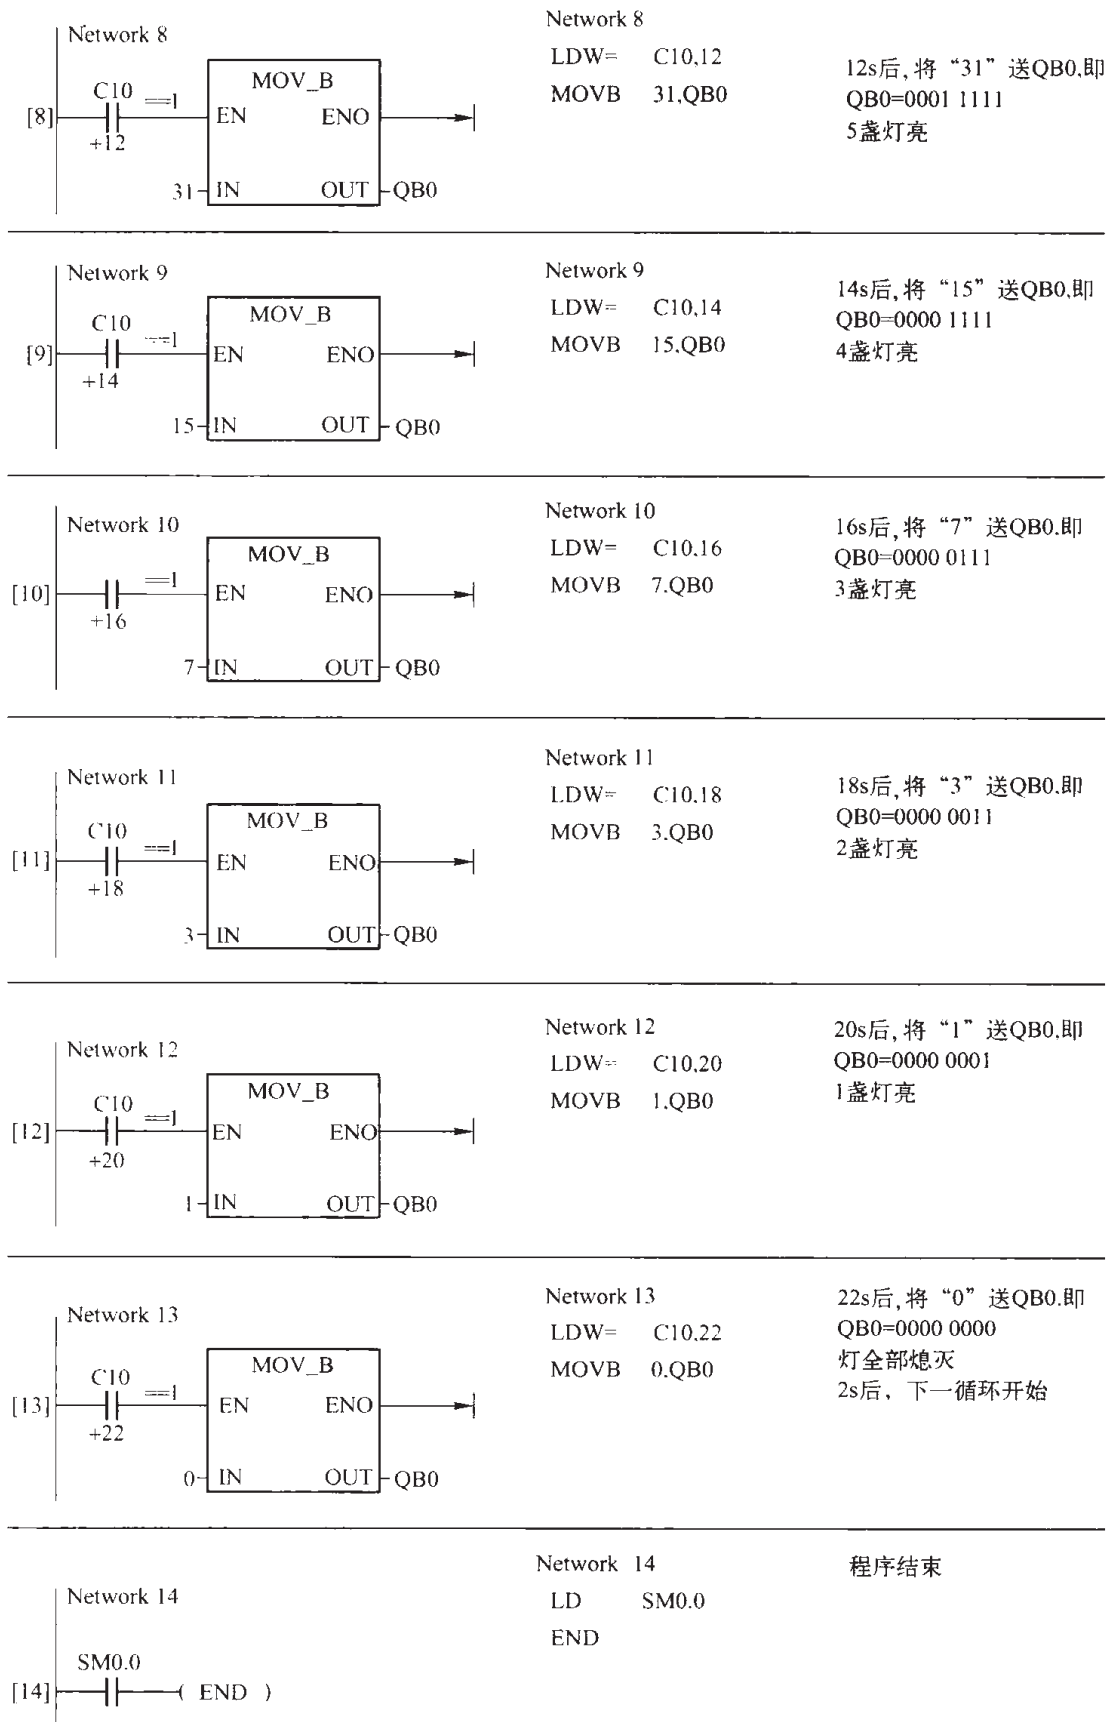 Network 8
C10
==I
[8]
+12
MOV_B
EN ENO
31 IN OUT QB0
Network 8
LDW= C10,12
MOVB 31,QB0
12s后,将“31”送QB0,即
QB0=0001 1111
5盏灯亮
Network 9
C10
==I
[9]
+14
MOV_B
EN ENO
15 IN OUT QB0
Network 9
LDW= C10,14
MOVB 15,QB0
14s后,将“15”送QB0,即
QB0=0000 1111
4盏灯亮
Network 10
==I
[10]
+16
MOV_B
EN ENO
7 IN OUT QB0
Network 10
LDW= C10,16
MOVB 7,QB0
16s后,将“7”送QB0,即
QB0=0000 0111
3盏灯亮
Network 11
C10
==I
[11]
+18
MOV_B
EN ENO
3 IN OUT QB0
Network 11
LDW= C10,18
MOVB 3,QB0
18s后,将“3”送QB0,即
QB0=0000 0011
2盏灯亮
Network 12
C10
==I
[12]
+20
MOV_B
EN ENO
1 IN OUT QB0
Network 12
LDW= C10,20
MOVB 1,QB0
20s后,将“1”送QB0,即
QB0=0000 0001
1盏灯亮
Network 13
C10
==I
[13]
+22
MOV_B
EN ENO
0 IN OUT QB0
Network 13
LDW= C10,22
MOVB 0,QB0
22s后,将“0”送QB0,即
QB0=0000 0000
灯全部熄灭
2s后，下一循环开始
Network 14
SM0.0
[14]
( END )
Network 14
LD SM0.0
END
程序结束